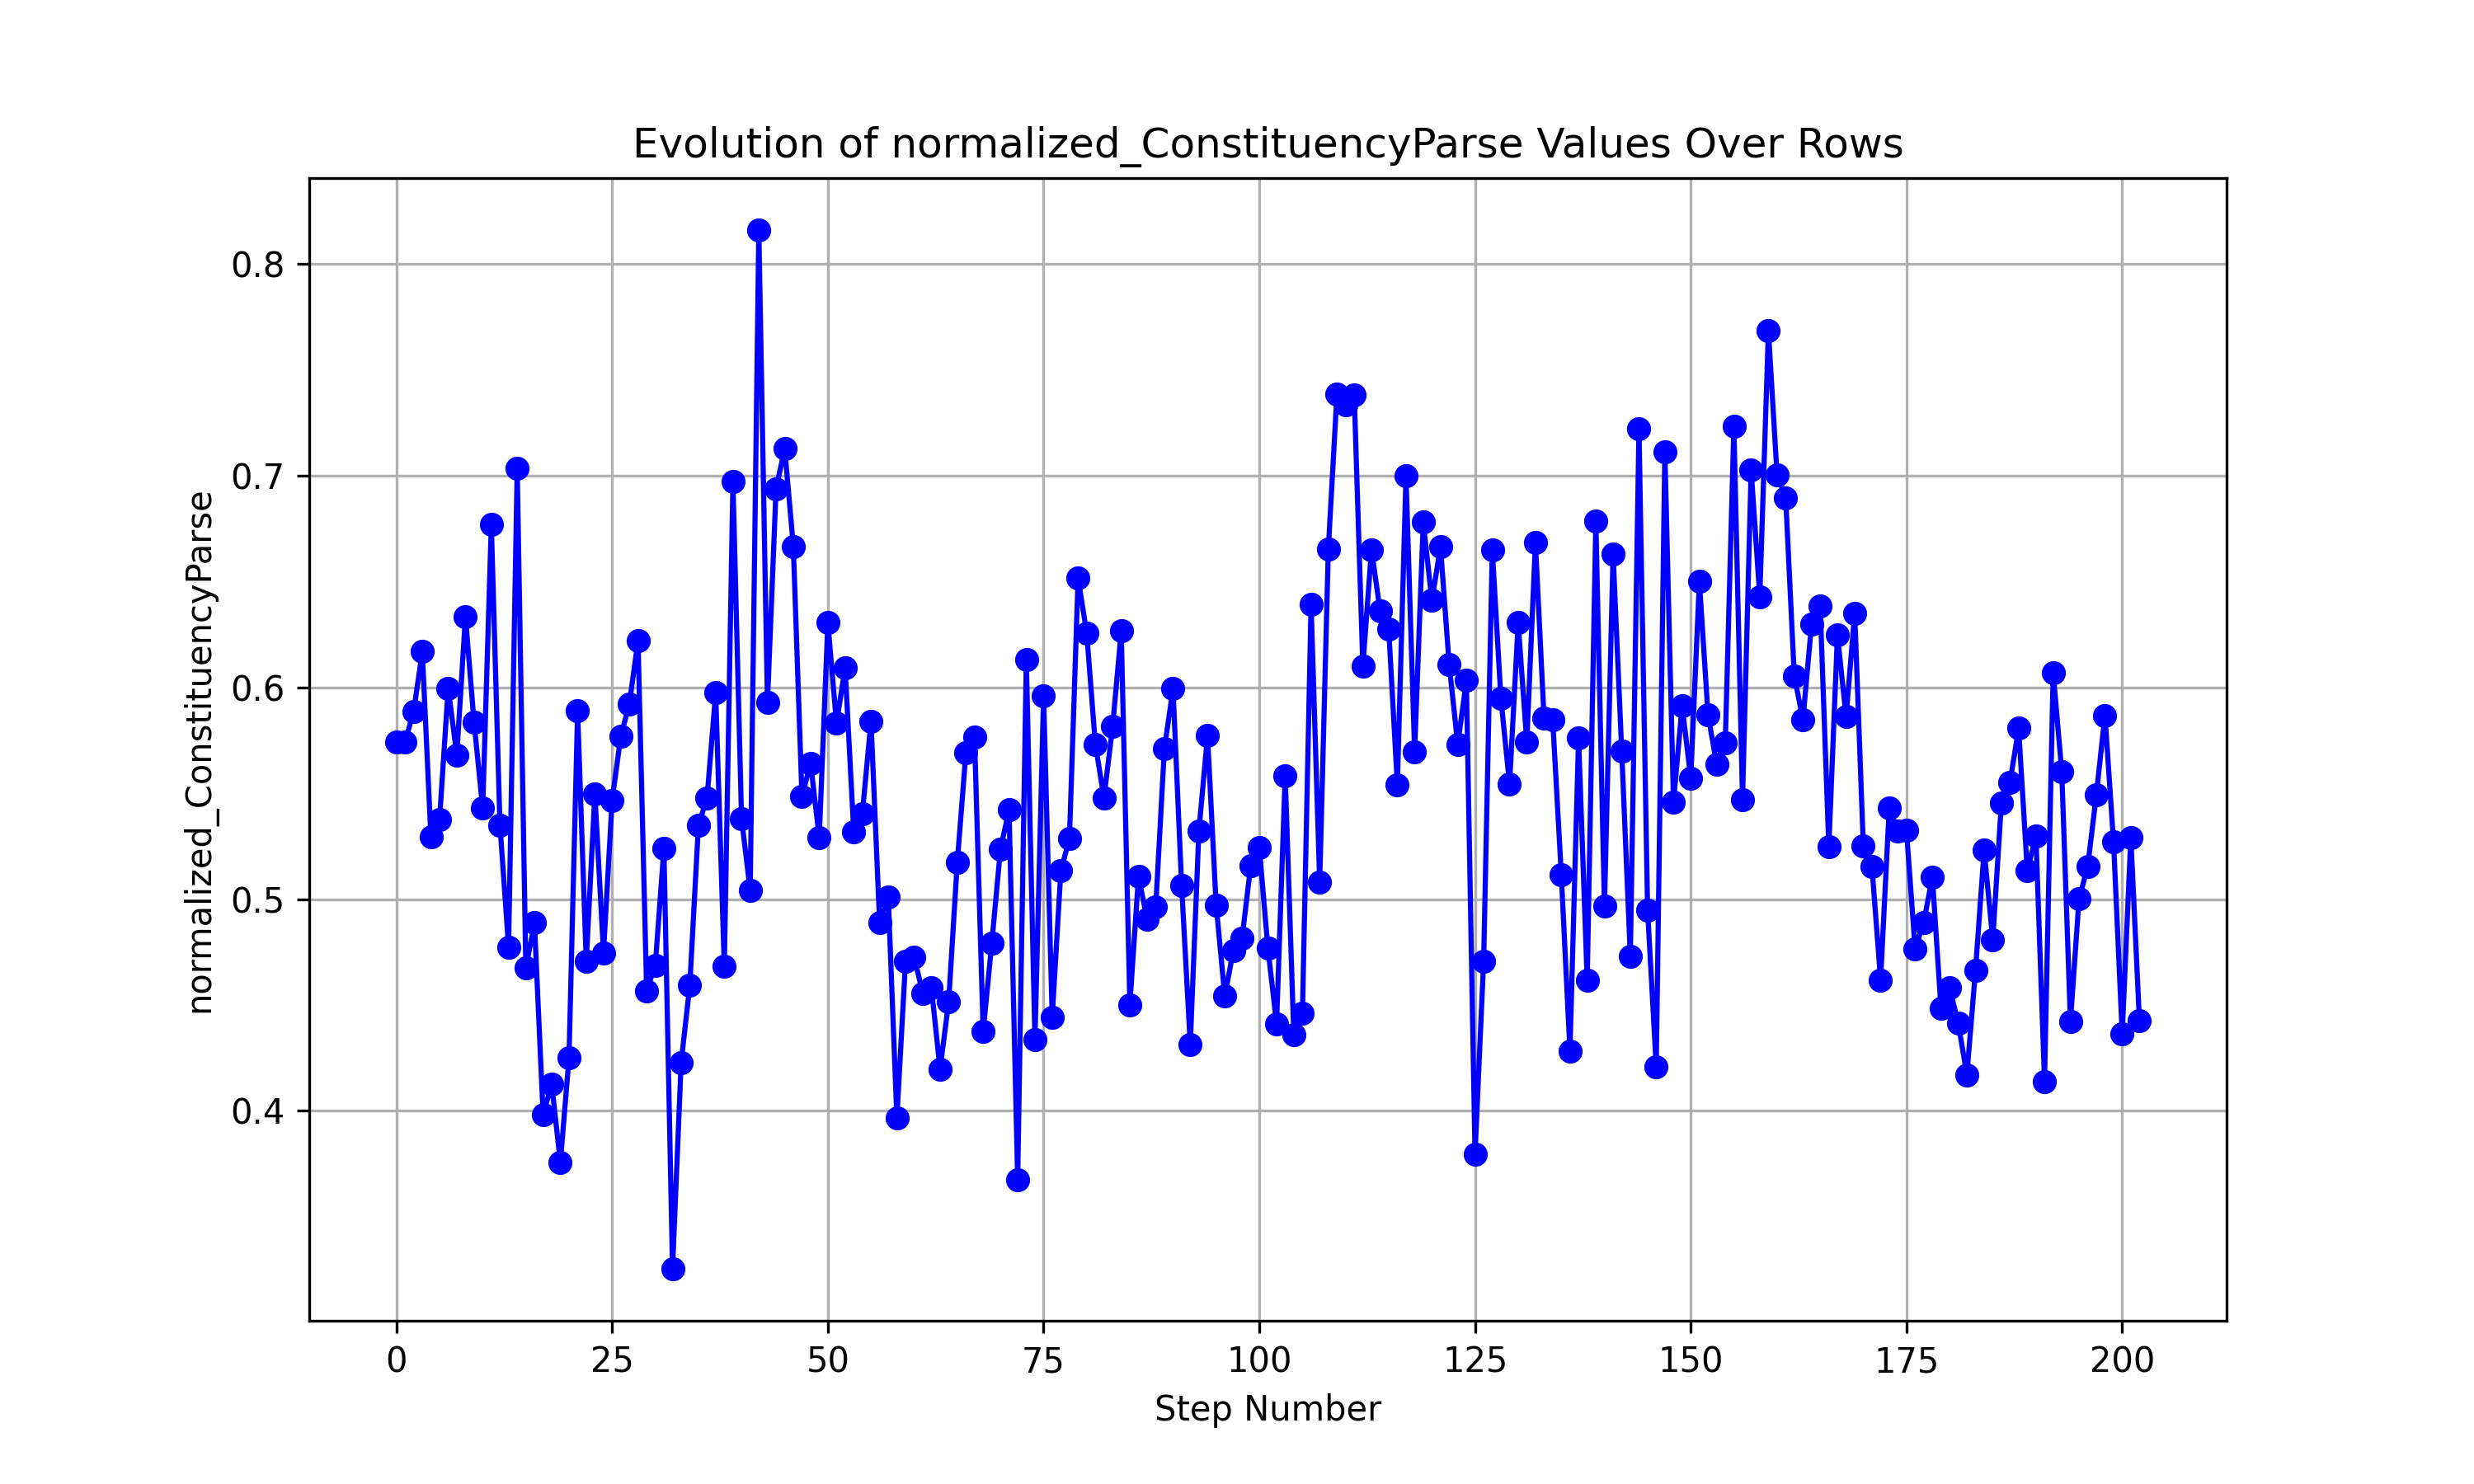 Evolution of normalized_ConstituencyParse Values Over Rows
normalized_ConstituencyParse
0.8
0.7
0.6
0.5
0.4
0 25 50 75 100 125 150 175 200
Step Number